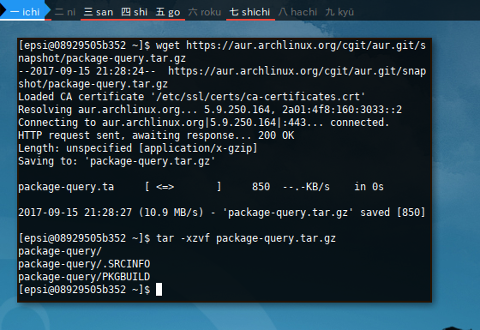 一 ichi 二 ni 三 san 四 shi 五 go 六 roku 七 shichi 八 hachi 九 kyū
[epsi@08929505b352 ~]$ wget https://aur.archlinux.org/cgit/aur.git/s
napshot/package-query.tar.gz
--2017-09-15 21:28:24--  https://aur.archlinux.org/cgit/aur.git/snap
shot/package-query.tar.gz
Loaded CA certificate '/etc/ssl/certs/ca-certificates.crt'
Resolving aur.archlinux.org... 5.9.250.164, 2a01:4f8:160:3033::2
Connecting to aur.archlinux.org|5.9.250.164|:443... connected.
HTTP request sent, awaiting response... 200 OK
Length: unspecified [application/x-gzip]
Saving to: 'package-query.tar.gz'
package-query.ta     [ <=>       ]     850  --.-KB/s    in 0s
2017-09-15 21:28:27 (10.9 MB/s) - 'package-query.tar.gz' saved [850]
[epsi@08929505b352 ~]$ tar -xzvf package-query.tar.gz
package-query/
package-query/.SRCINFO
package-query/PKGBUILD
[epsi@08929505b352 ~]$